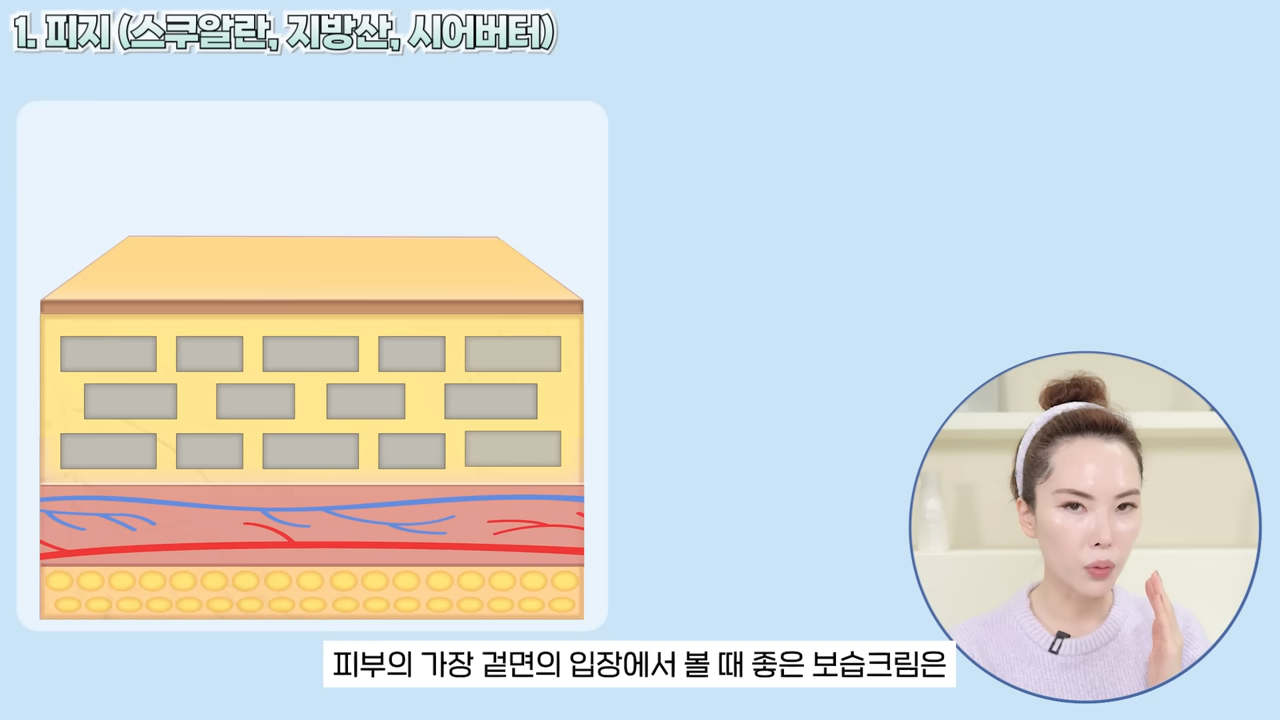 1. 피지 (스쿠알란, 지방산, 시어버터)
피부의 가장 겉면의 입장에서 볼 때 좋은 보습크림은